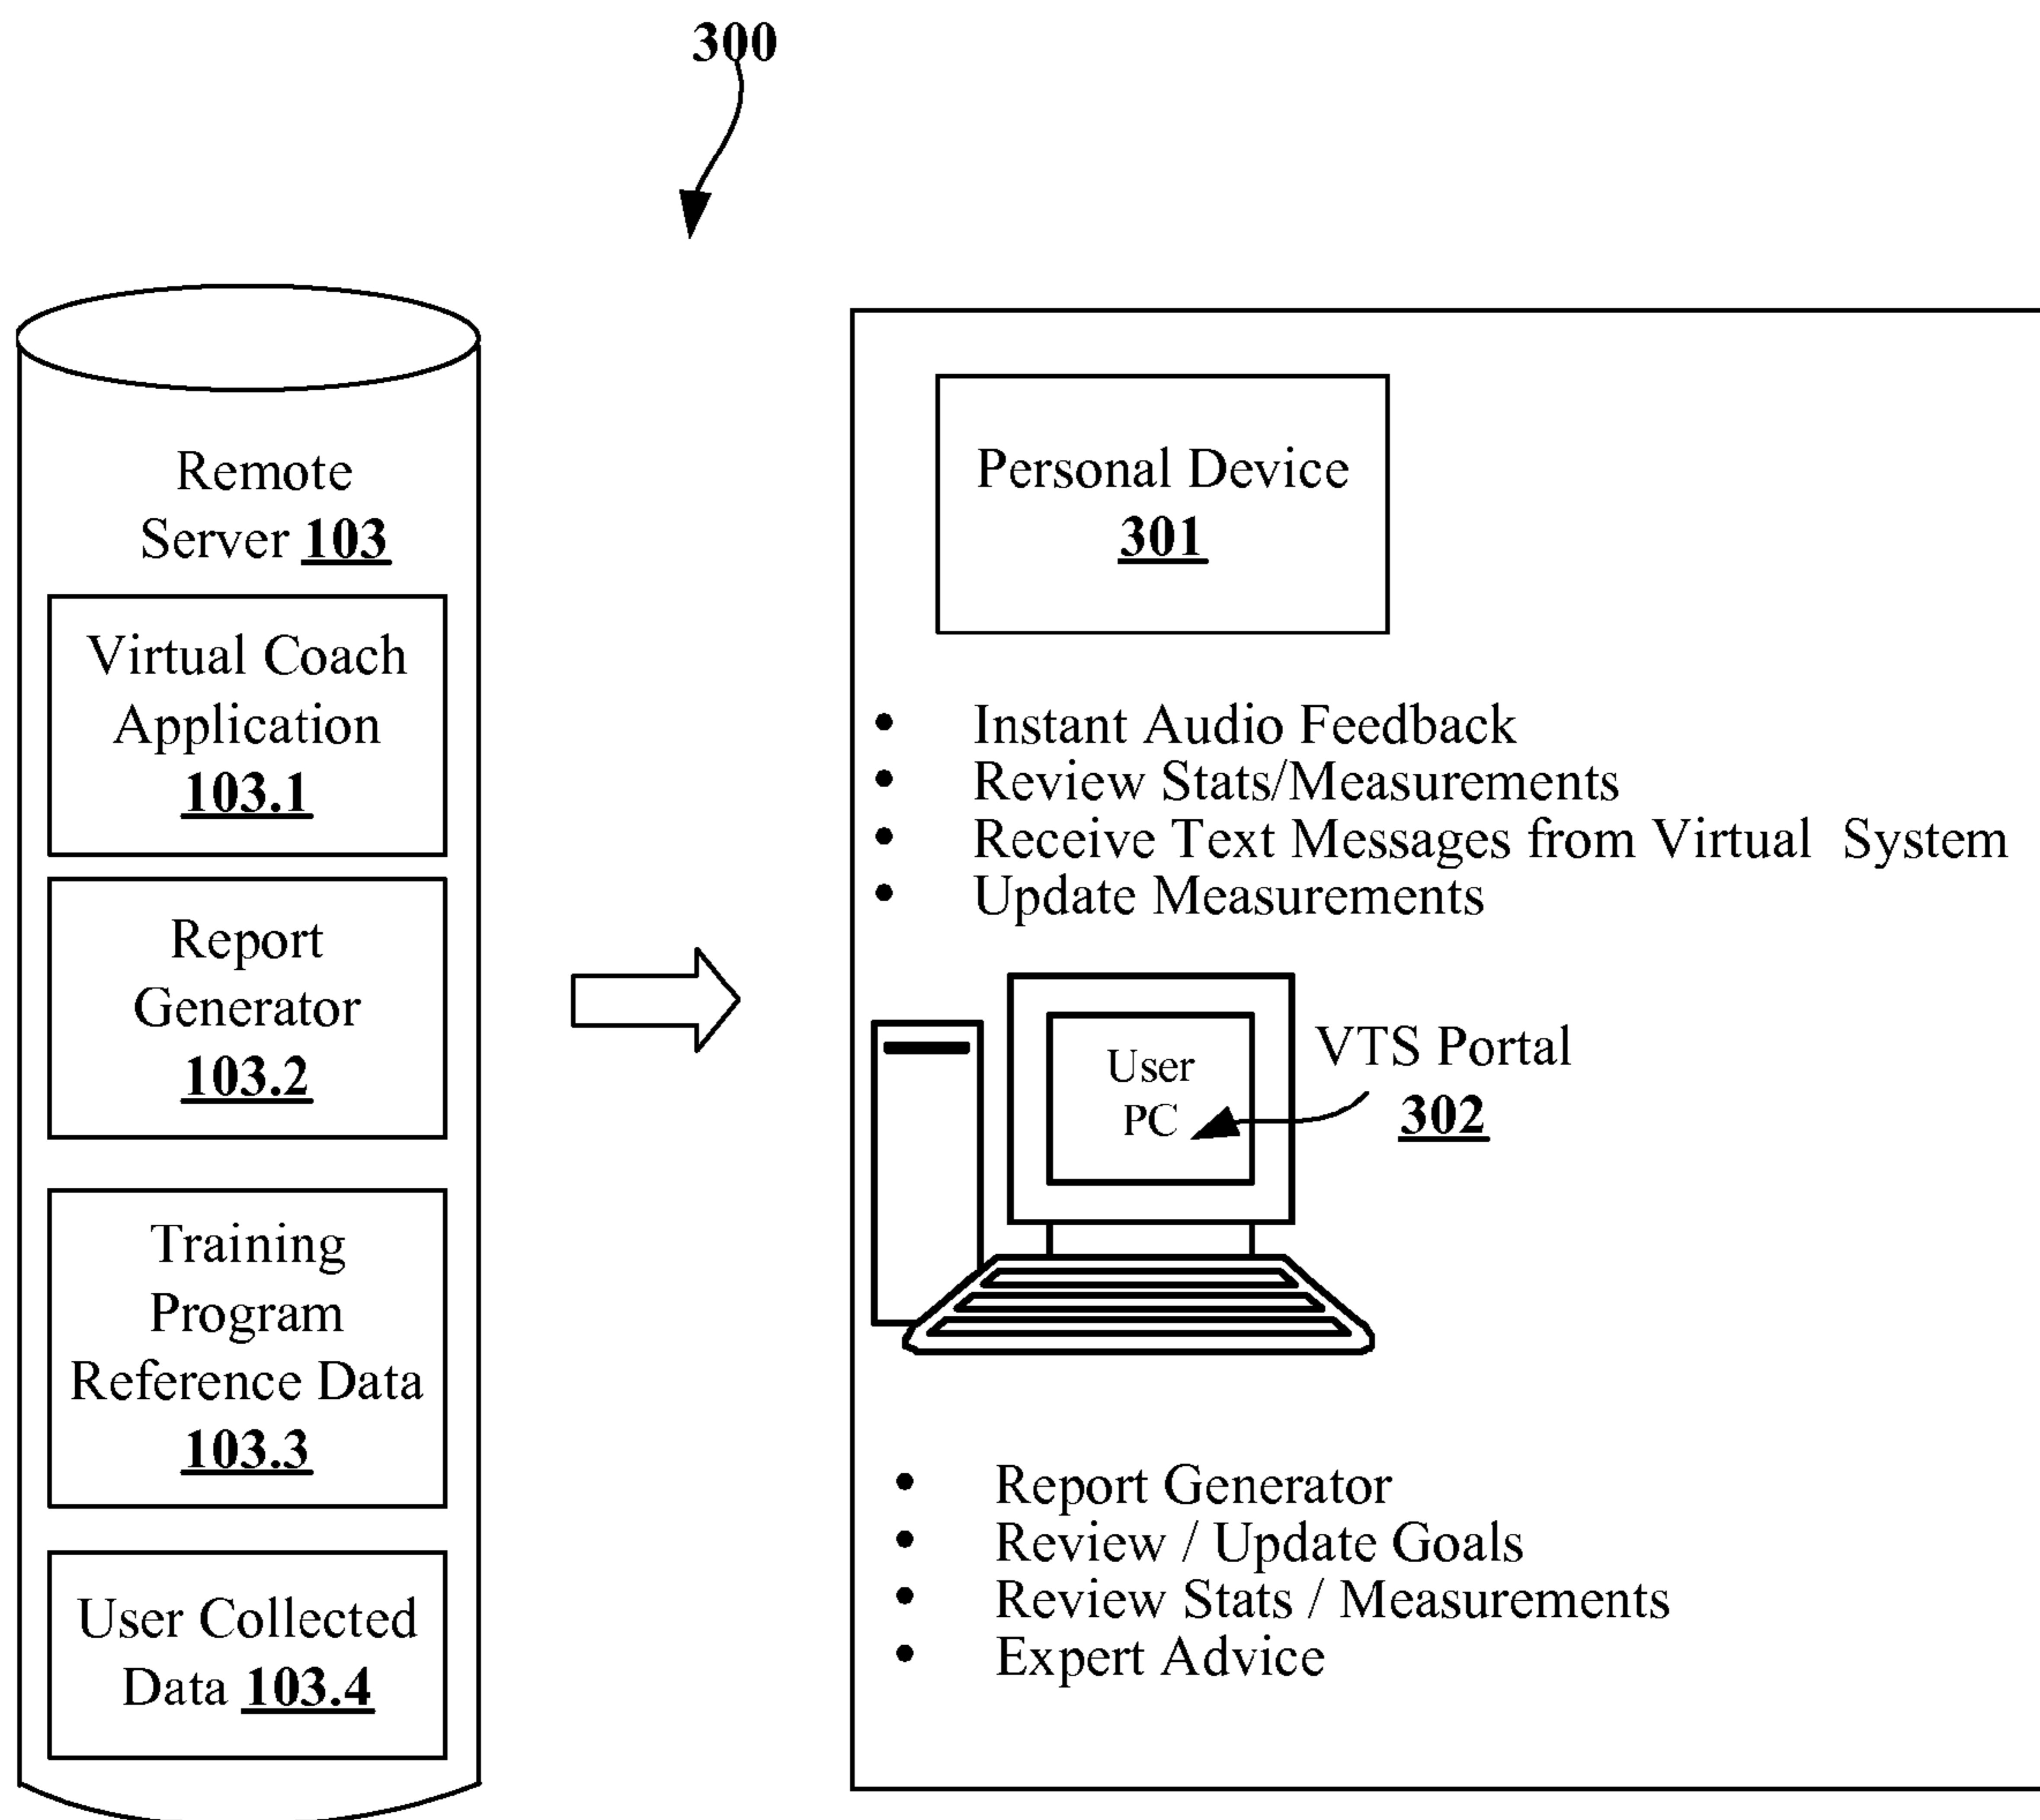 300
Remote
Server 103
Virtual Coach
Application
103.1
Report
Generator
103.2
Training
Program
Reference Data
103.3
User Collected
Data 103.4
Personal Device
301
• Instant Audio Feedback
• Review Stats/Measurements
• Receive Text Messages from Virtual System
• Update Measurements
User
PC
VTS Portal
302
• Report Generator
• Review / Update Goals
• Review Stats / Measurements
• Expert Advice